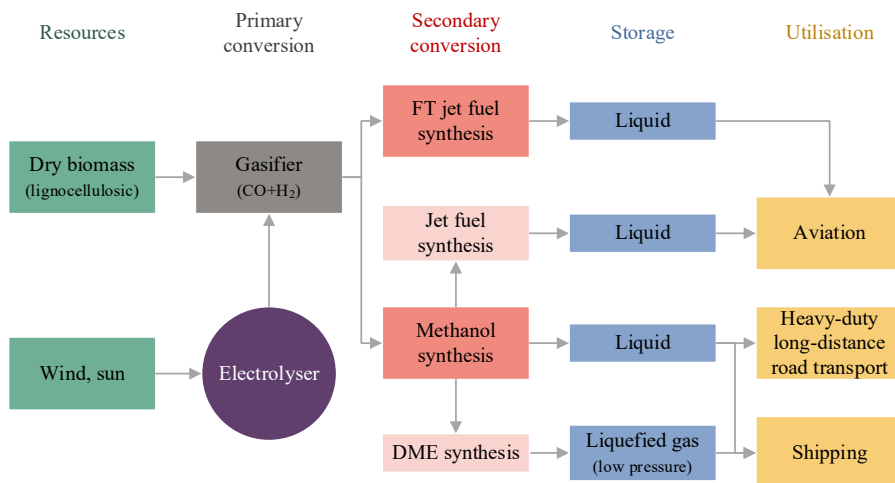 Resources
Primary
conversion
Secondary
conversion
Storage
Utilisation
FT jet fuel
synthesis
Liquid
Dry biomass
(lignocellulosic)
Gasifier
(CO+H₂)
Jet fuel
synthesis
Liquid
Aviation
Methanol
synthesis
Liquid
Heavy-duty
long-distance
road transport
Wind, sun
Electrolyser
DME synthesis
Liquefied gas
(low pressure)
Shipping